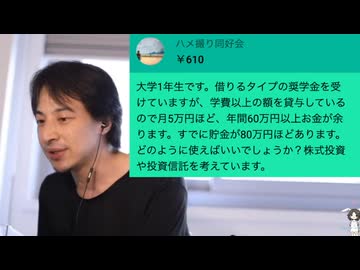 ハメ撮り同好会
￥610
大学1年生です。借りるタイプの奨学金を受
けていますが、学費以上の額を貸与している
ので月5万円ほど、年間60万円以上お金が余
ります。すでに貯金が80万円ほどあります。
どのように使えばいいでしょうか？株式投資
や投資信託を考えています。